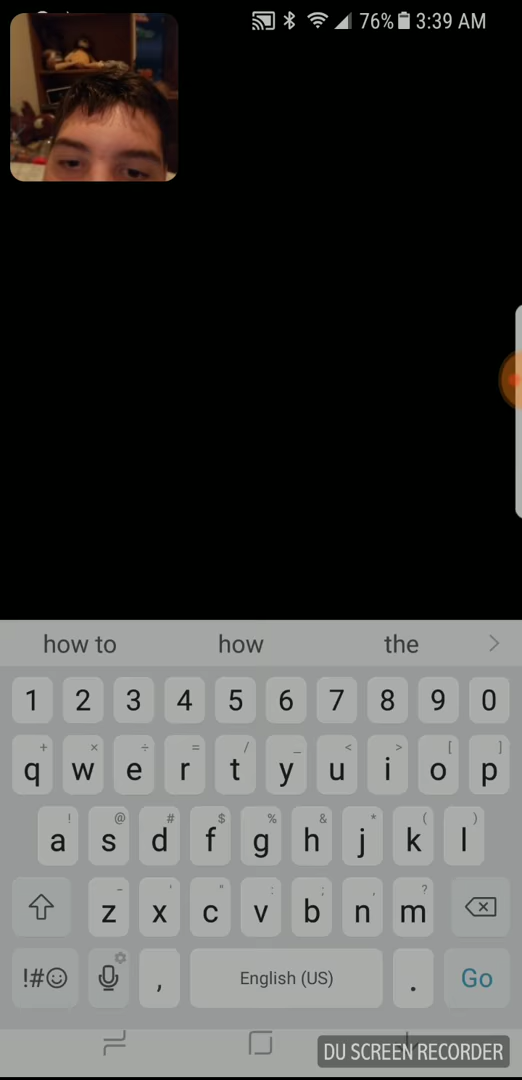 76% 3:39 AM
how to how the
1 2 3 4 5 6 7 8 9 0
+ × ÷ = / _ < > [ ]
q w e r t y u i o p
! @ # $ % & * ( )
a s d f g h j k l
- ' " : ; , ?
z x c v b n m
!#☺ , English (US) . Go
DU SCREEN RECORDER